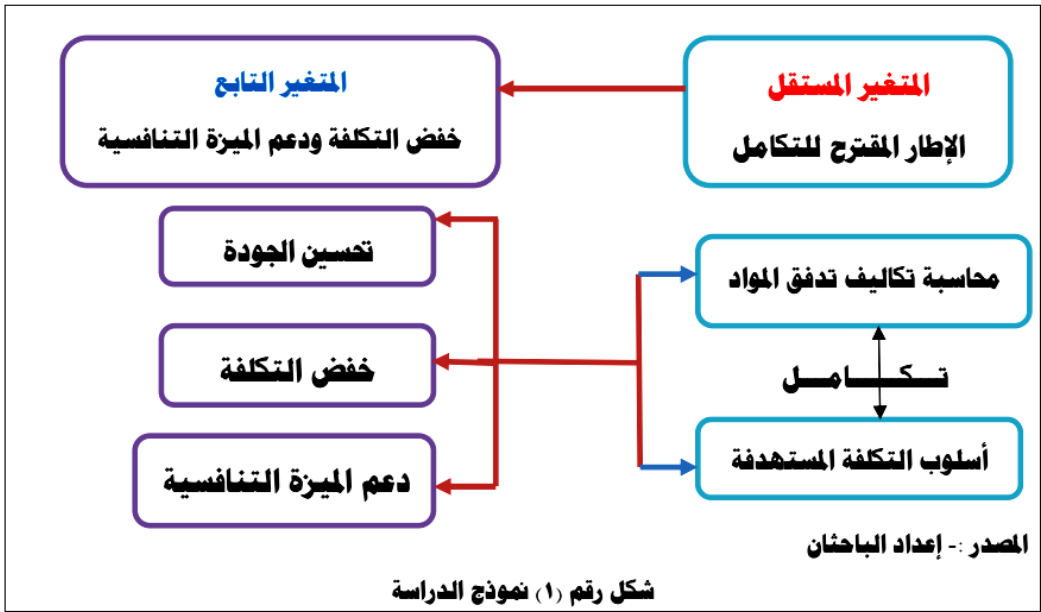 المتغير المستقل
الإطار المقترح للتكامل
المتغير التابع
خفض التكلفة ودعم الميزة التنافسية
محاسبة تكاليف تدفق المواد
تـــكـــــامـــــل
أسلوب التكلفة المستهدفة
تحسين الجودة
خفض التكلفة
دعم الميزة التنافسية
المصدر :- إعداد الباحثان
شكل رقم (١) نموذج الدراسة